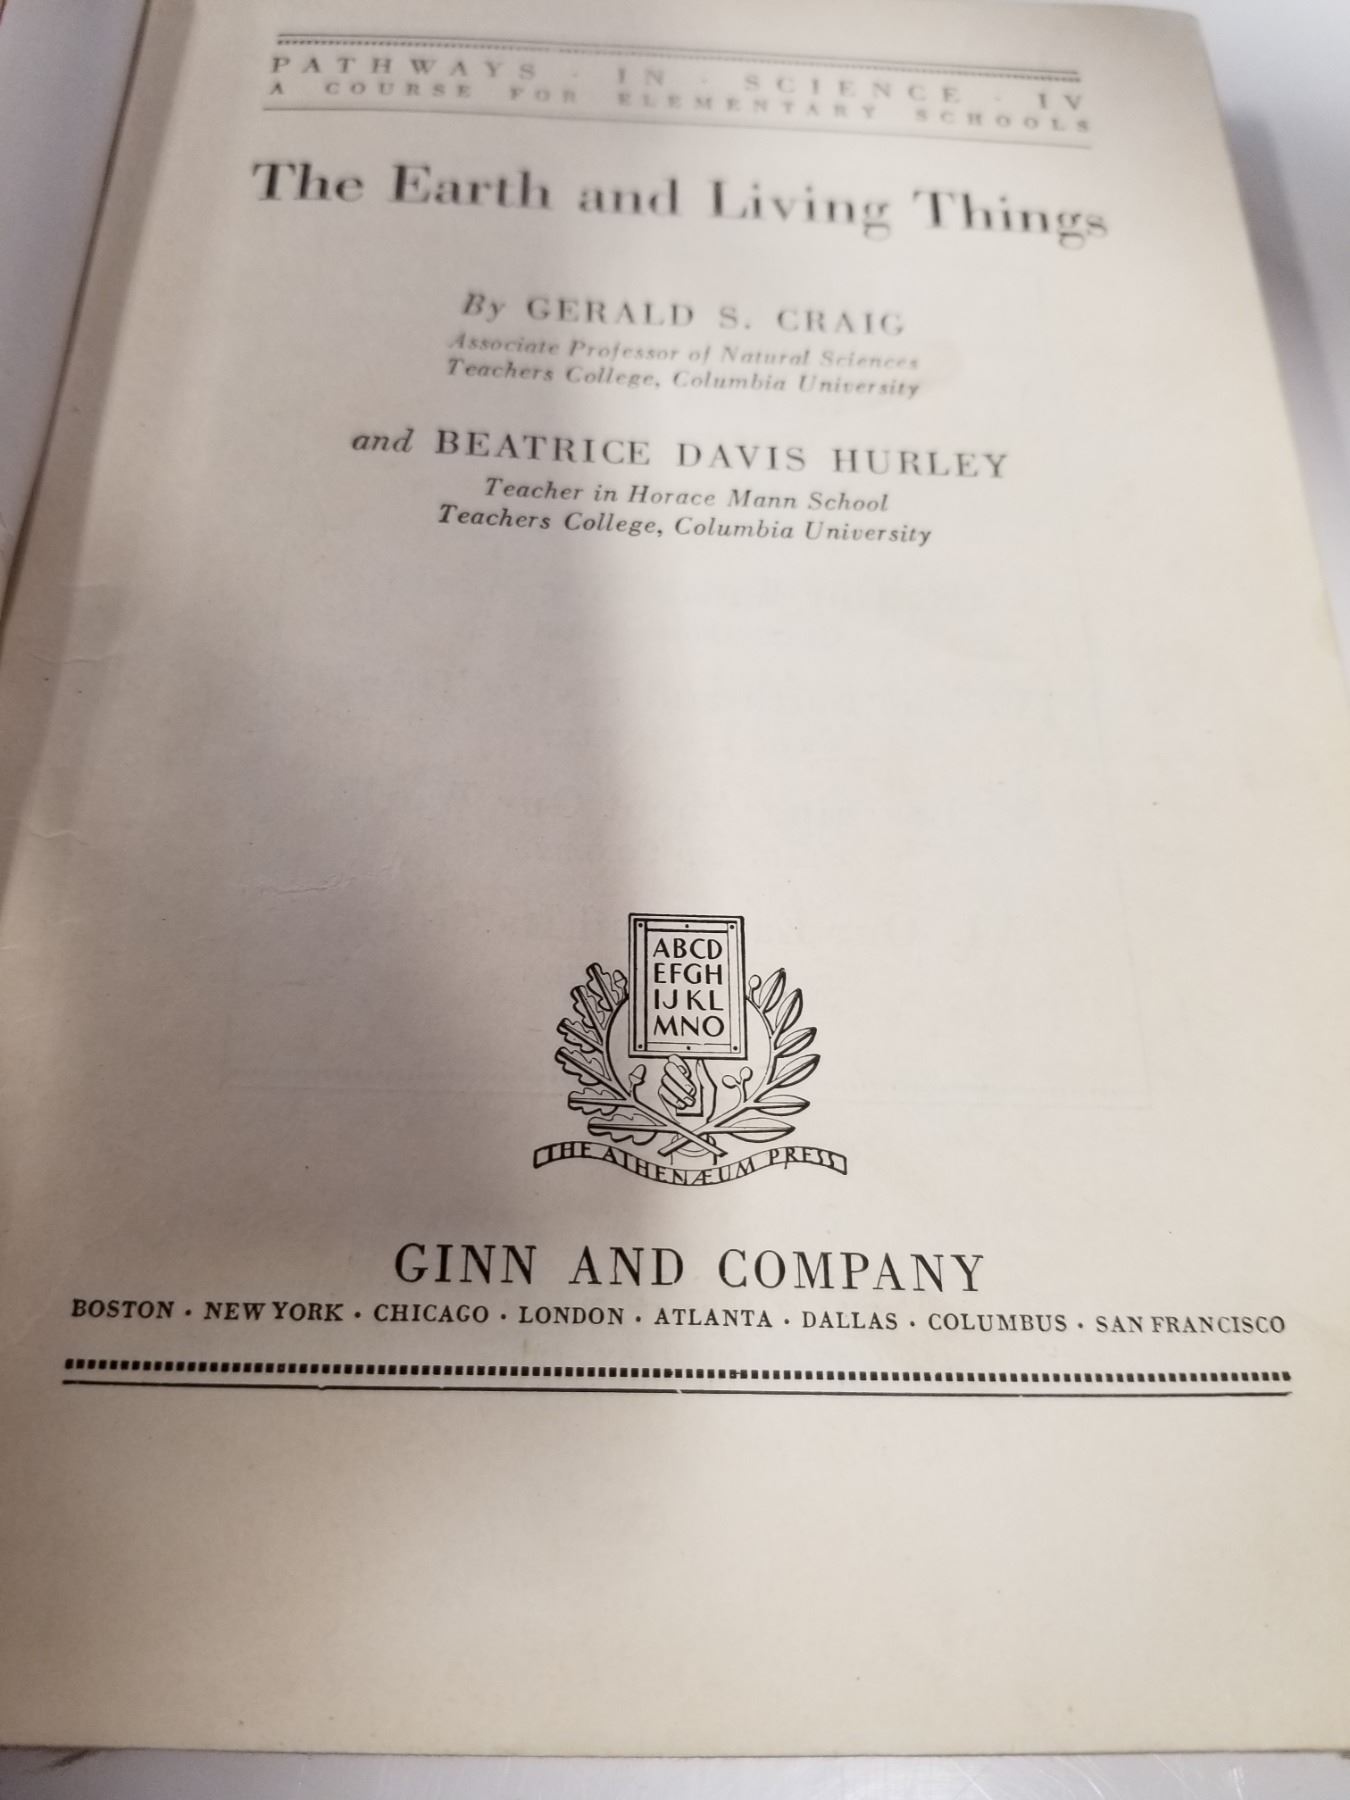 PATHWAYS · IN · SCIENCE · IV
A COURSE FOR ELEMENTARY SCHOOLS
The Earth and Living Things
By GERALD S. CRAIG
Associate Professor of Natural Sciences
Teachers College, Columbia University
and BEATRICE DAVIS HURLEY
Teacher in Horace Mann School
Teachers College, Columbia University
ABCD
EFGH
IJKL
MNO
THE ATHENÆUM PRESS
GINN AND COMPANY
BOSTON · NEW YORK · CHICAGO · LONDON · ATLANTA · DALLAS · COLUMBUS · SAN FRANCISCO